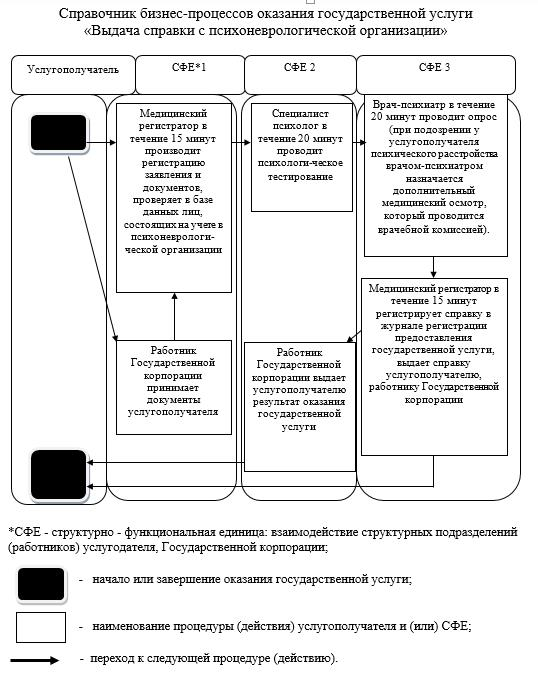 Справочник бизнес-процессов оказания государственной услуги
«Выдача справки с психоневрологической организации»
Услугополучатель
СФЕ*1
СФЕ 2
СФЕ 3
Медицинский
регистратор в
течение 15 минут
производит
регистрацию
заявления и
документов,
проверяет в базе
данных лиц,
состоящих на учете в
психоневрологи-
ческой организации
Специалист
психолог в
течение 20 минут
проводит
психологи-ческое
тестирование
Врач-психиатр в течение
20 минут проводит опрос
(при подозрении у
услугополучателя
психического расстройства
врачом-психиатром
назначается
дополнительный
медицинский осмотр,
который проводится
врачебной комиссией).
Работник
Государственной
корпорации
принимает
документы
услугополучателя
Работник
Государственной
корпорации выдает
услугополучателю
результат оказания
государственной
услуги
Медицинский регистратор в
течение 15 минут
регистрирует справку в
журнале регистрации
предоставления
государственной услуги,
выдает справку
услугополучателю,
работнику Государственной
корпорации
*СФЕ - структурно - функциональная единица: взаимодействие структурных подразделений
(работников) услугодателя, Государственной корпорации;
- начало или завершение оказания государственной услуги;
- наименование процедуры (действия) услугополучателя и (или) СФЕ;
- переход к следующей процедуре (действию).